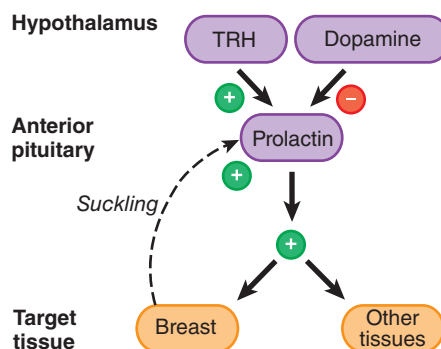 Hypothalamus
TRH
Dopamine
+
−
Anterior
pituitary
Prolactin
+
Suckling
+
Target
tissue
Breast
Other
tissues